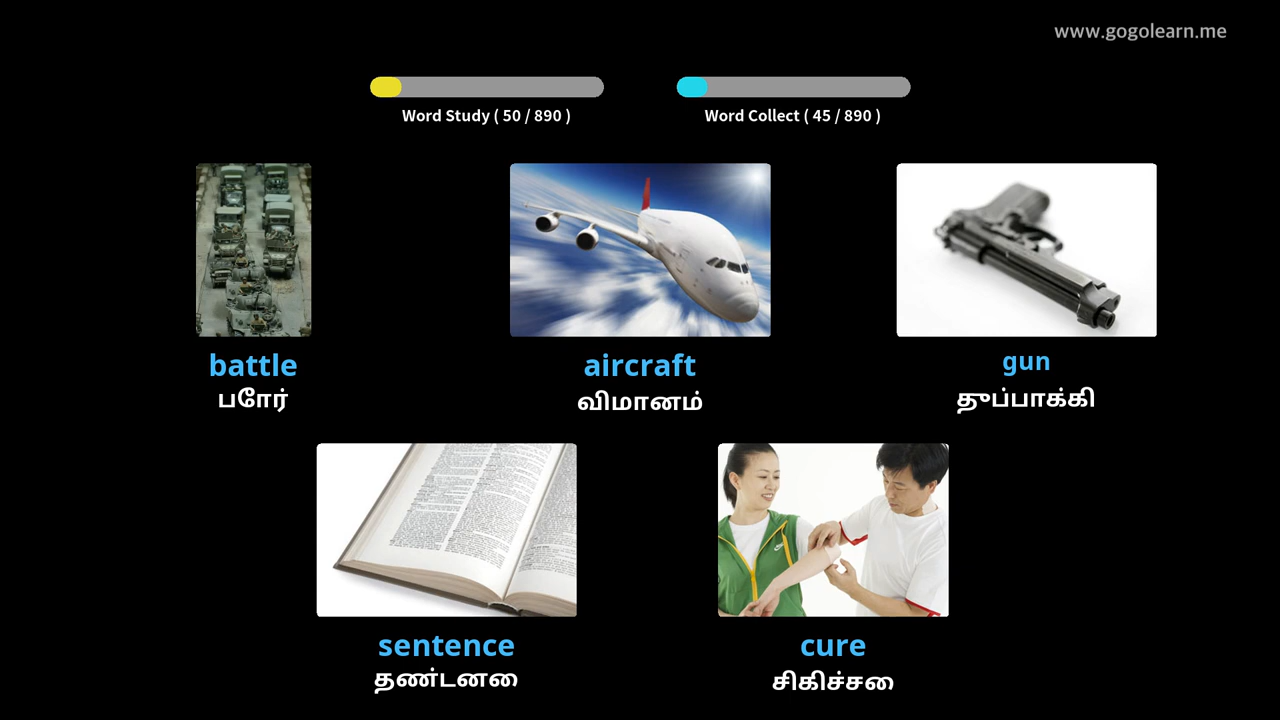 www.gogolearn.me
Word Study ( 50 / 890 )
Word Collect ( 45 / 890 )
battle
போர்
aircraft
விமானம்
gun
துப்பாக்கி
sentence
தண்டனை
cure
சிகிச்சை